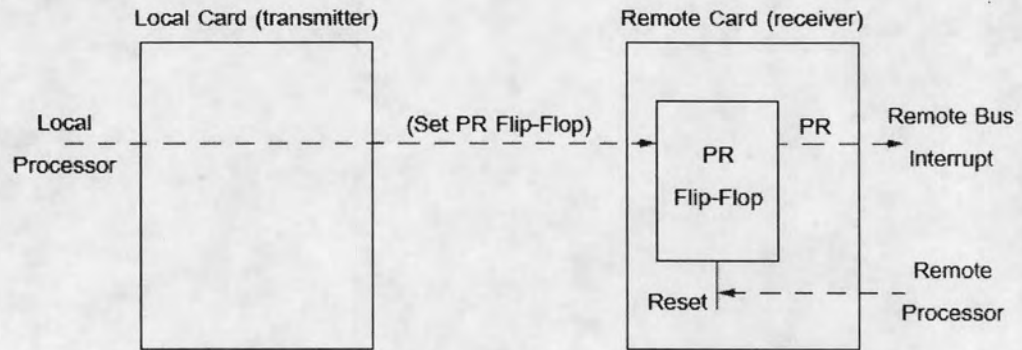 Local Card (transmitter)
Remote Card (receiver)
Local
Processor
(Set PR Flip-Flop)
PR
Flip-Flop
PR
Remote Bus
Interrupt
Reset
Remote
Processor